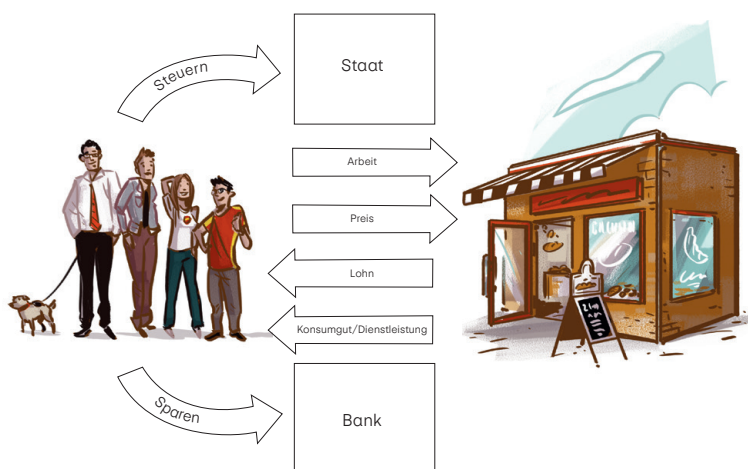 Steuern
Staat
Arbeit
Preis
Lohn
Konsumgut/Dienstleistung
Sparen
Bank